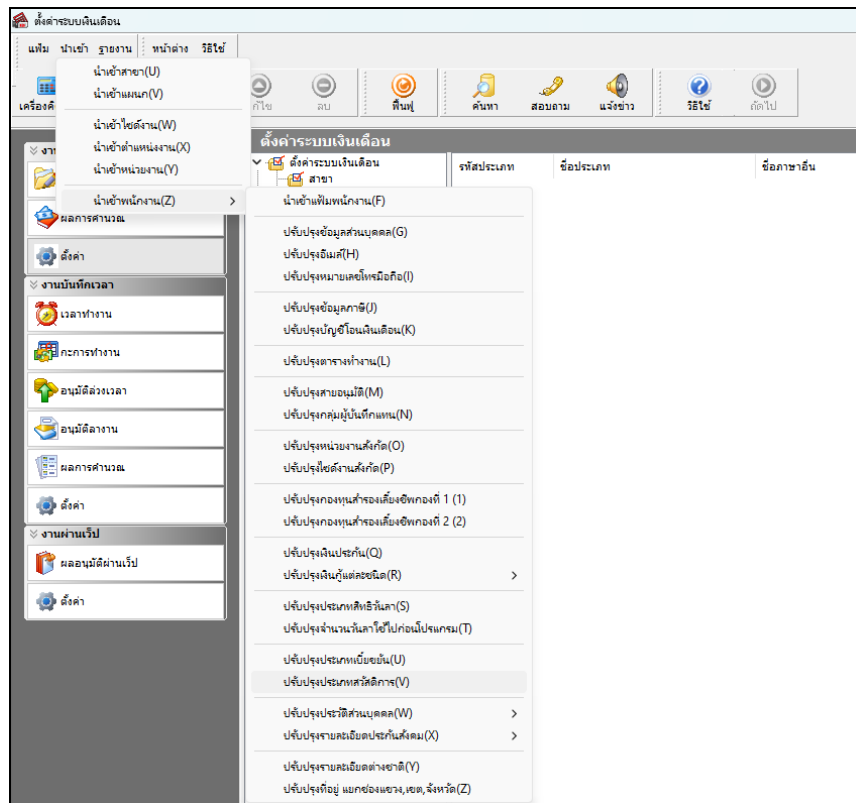 ตั้งค่าระบบเงินเดือน
แฟ้ม นำเข้า รายงาน หน้าต่าง วิธีใช้
นำเข้าสาขา(U)
นำเข้าแผนก(V)
นำเข้าไซด์งาน(W)
นำเข้าตำแหน่งงาน(X)
นำเข้าหน่วยงาน(Y)
นำเข้าพนักงาน(Z)
ลบ ฟื้นฟู ค้นหา สอบถาม แจ้งข่าว วิธีใช้ ถัดไป
ตั้งค่าระบบเงินเดือน
ตั้งค่าระบบเงินเดือน
สาขา
รหัสประเภท ชื่อประเภท ชื่อภาษาอื่น
ผลการคำนวณ
ตั้งค่า
งานบันทึกเวลา
เวลาทำงาน
กะการทำงาน
อนุมัติล่วงเวลา
อนุมัติลางาน
ผลการคำนวณ
ตั้งค่า
งานผ่านเว็ป
ผลอนุมัติผ่านเว็ป
ตั้งค่า
นำเข้าแฟ้มพนักงาน(F)
ปรับปรุงข้อมูลส่วนบุคคล(G)
ปรับปรุงอีเมล์(H)
ปรับปรุงหมายเลขโทรมือถือ(I)
ปรับปรุงข้อมูลภาษี(J)
ปรับปรุงบัญชีโอนเงินเดือน(K)
ปรับปรุงตารางทำงาน(L)
ปรับปรุงสายอนุมัติ(M)
ปรับปรุงกลุ่มผู้บันทึกแทน(N)
ปรับปรุงหน่วยงานสังกัด(O)
ปรับปรุงไซด์งานสังกัด(P)
ปรับปรุงกองทุนสำรองเลี้ยงชีพกองที่ 1 (1)
ปรับปรุงกองทุนสำรองเลี้ยงชีพกองที่ 2 (2)
ปรับปรุงเงินประกัน(Q)
ปรับปรุงเงินกู้แต่ละชนิด(R)
ปรับปรุงประเภทสิทธิวันลา(S)
ปรับปรุงจำนวนวันลาใช้ไปก่อนโปรแกรม(T)
ปรับปรุงประเภทเบี้ยขยัน(U)
ปรับปรุงประเภทสวัสดิการ(V)
ปรับปรุงประวัติส่วนบุคคล(W)
ปรับปรุงรายละเอียดประกันสังคม(X)
ปรับปรุงรายละเอียดต่างชาติ(Y)
ปรับปรุงที่อยู่ แยกช่องแขวง,เขต,จังหวัด(Z)